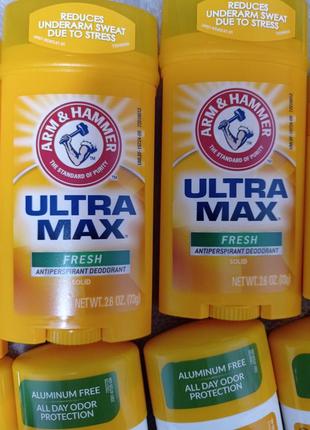 REDUCES
UNDERARM SWEAT
DUE TO STRESS
ARM & HAMMER
THE STANDARD OF PURITY
ULTRA
MAX
FRESH
ANTIPERSPIRANT DEODORANT
SOLID
NET WT. 2.6 OZ. (73g)
REDUCES
UNDERARM SWEAT
DUE TO STRESS
ARM & HAMMER
THE STANDARD OF PURITY
ULTRA
MAX
FRESH
ANTIPERSPIRANT DEODORANT
SOLID
NET WT. 2.6 OZ. (73g)
ALUMINUM FREE
ALL DAY ODOR
PROTECTION
ALUMINUM FREE
ALL DAY ODOR
PROTECTION